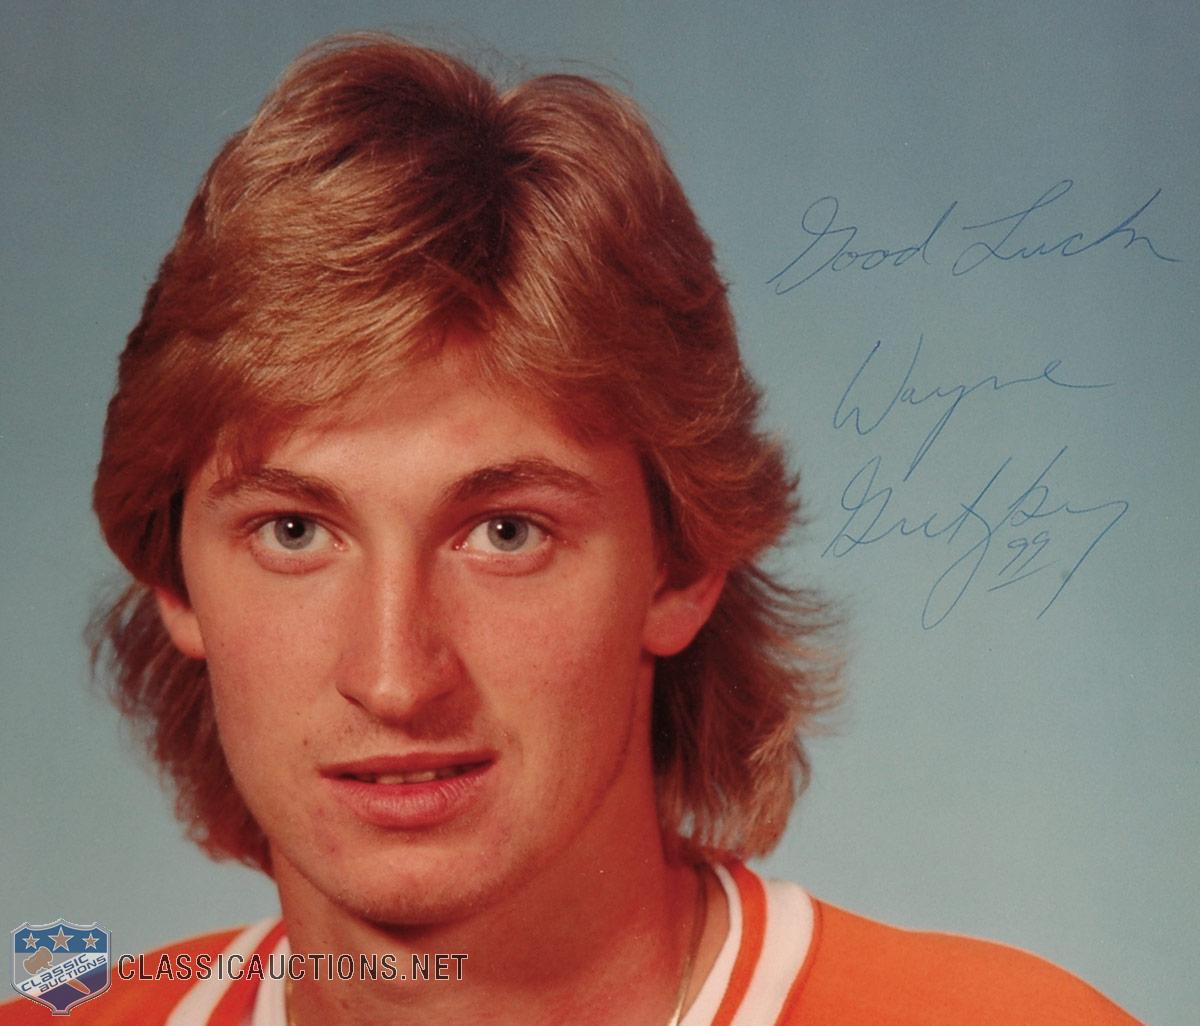 Good Luck
Wayne
Gretzky
99
CLASSIC
AUCTIONS
CLASSICAUCTIONS.NET